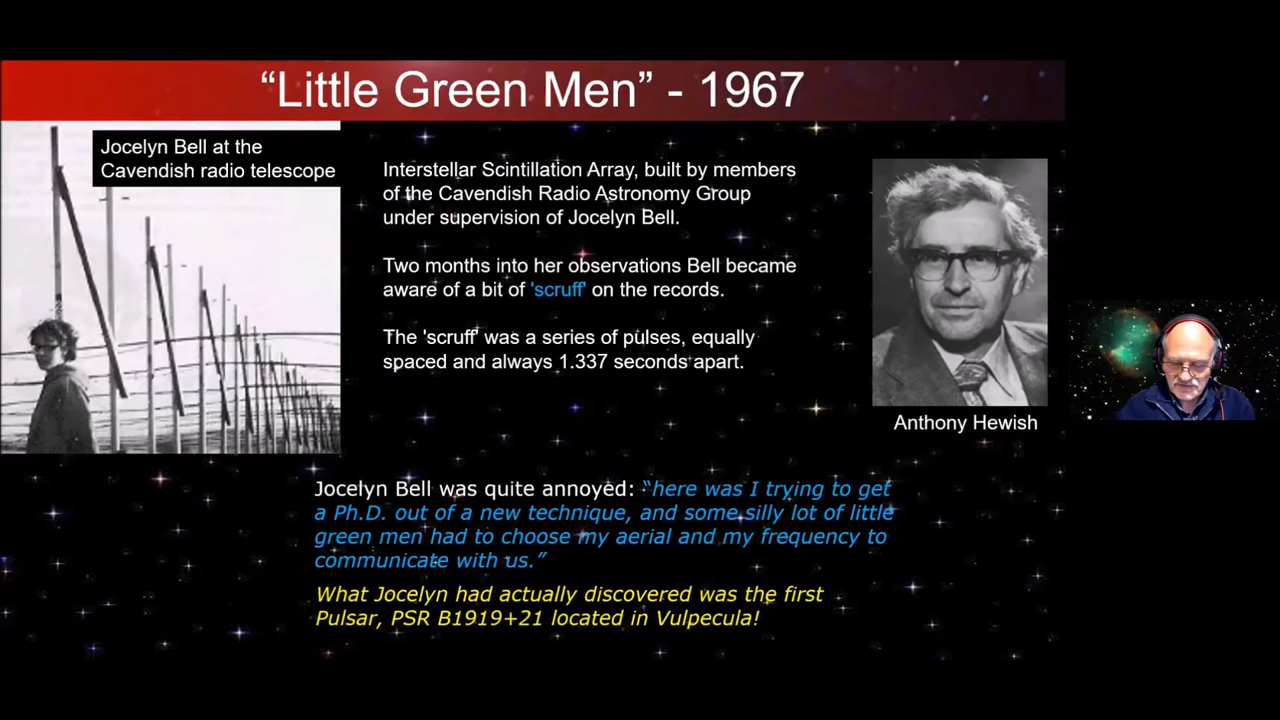 “Little Green Men” - 1967
Jocelyn Bell at the
Cavendish radio telescope
Interstellar Scintillation Array, built by members
of the Cavendish Radio Astronomy Group
under supervision of Jocelyn Bell.
Two months into her observations Bell became
aware of a bit of 'scruff' on the records.
The 'scruff' was a series of pulses, equally
spaced and always 1.337 seconds apart.
Anthony Hewish
Jocelyn Bell was quite annoyed: “here was I trying to get
a Ph.D. out of a new technique, and some silly lot of little
green men had to choose my aerial and my frequency to
communicate with us.”
What Jocelyn had actually discovered was the first
Pulsar, PSR B1919+21 located in Vulpecula!